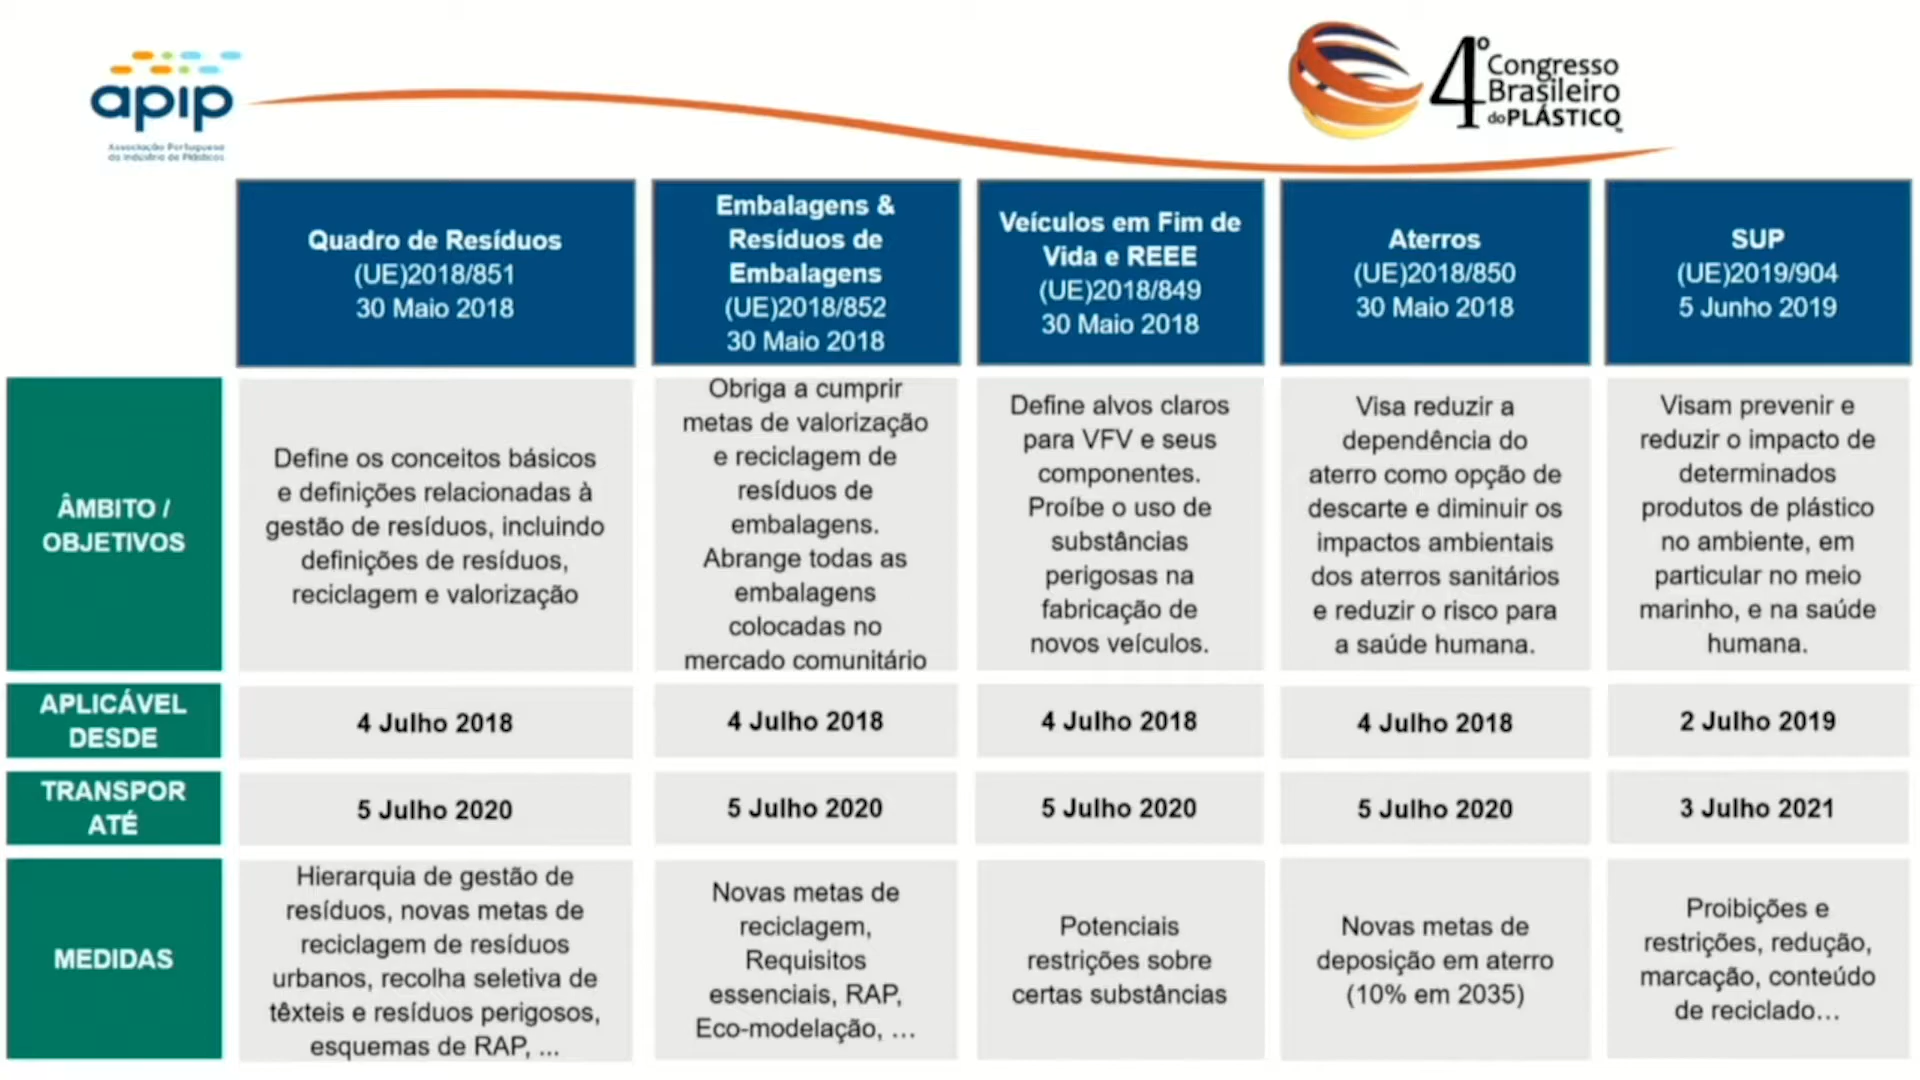 apip
Associação Portuguesa
da Indústria de Plásticos
4º Congresso
Brasileiro
do PLÁSTICO
Quadro de Resíduos
(UE)2018/851
30 Maio 2018
Embalagens &
Resíduos de
Embalagens
(UE)2018/852
30 Maio 2018
Veículos em Fim de
Vida e REEE
(UE)2018/849
30 Maio 2018
Aterros
(UE)2018/850
30 Maio 2018
SUP
(UE)2019/904
5 Junho 2019
ÂMBITO /
OBJETIVOS
Define os conceitos básicos
e definições relacionadas à
gestão de resíduos, incluindo
definições de resíduos,
reciclagem e valorização
Obriga a cumprir
metas de valorização
e reciclagem de
resíduos de
embalagens.
Abrange todas as
embalagens
colocadas no
mercado comunitário
Define alvos claros
para VFV e seus
componentes.
Proíbe o uso de
substâncias
perigosas na
fabricação de
novos veículos.
Visa reduzir a
dependência do
aterro como opção de
descarte e diminuir os
impactos ambientais
dos aterros sanitários
e reduzir o risco para
a saúde humana.
Visam prevenir e
reduzir o impacto de
determinados
produtos de plástico
no ambiente, em
particular no meio
marinho, e na saúde
humana.
APLICÁVEL
DESDE
4 Julho 2018
4 Julho 2018
4 Julho 2018
4 Julho 2018
2 Julho 2019
TRANSPOR
ATÉ
5 Julho 2020
5 Julho 2020
5 Julho 2020
5 Julho 2020
3 Julho 2021
MEDIDAS
Hierarquia de gestão de
resíduos, novas metas de
reciclagem de resíduos
urbanos, recolha seletiva de
têxteis e resíduos perigosos,
esquemas de RAP, ...
Novas metas de
reciclagem,
Requisitos
essenciais, RAP,
Eco-modelação, …
Potenciais
restrições sobre
certas substâncias
Novas metas de
deposição em aterro
(10% em 2035)
Proibições e
restrições, redução,
marcação, conteúdo
de reciclado…